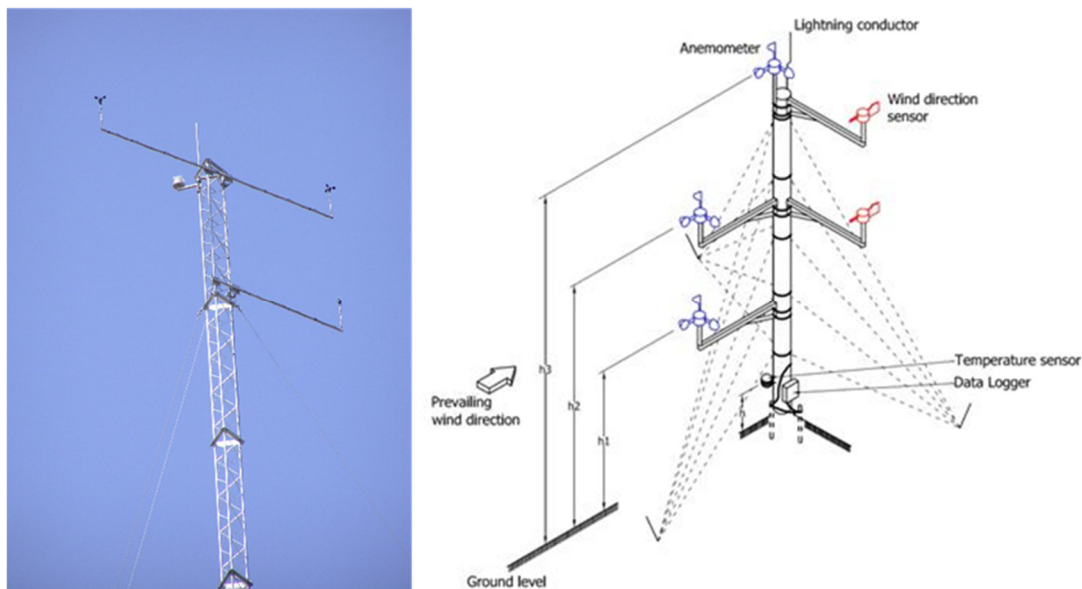 Lightning conductor
Anemometer
Wind direction
sensor
h3
h2
h1
h
Prevailing
wind direction
Temperature sensor
Data Logger
Ground level